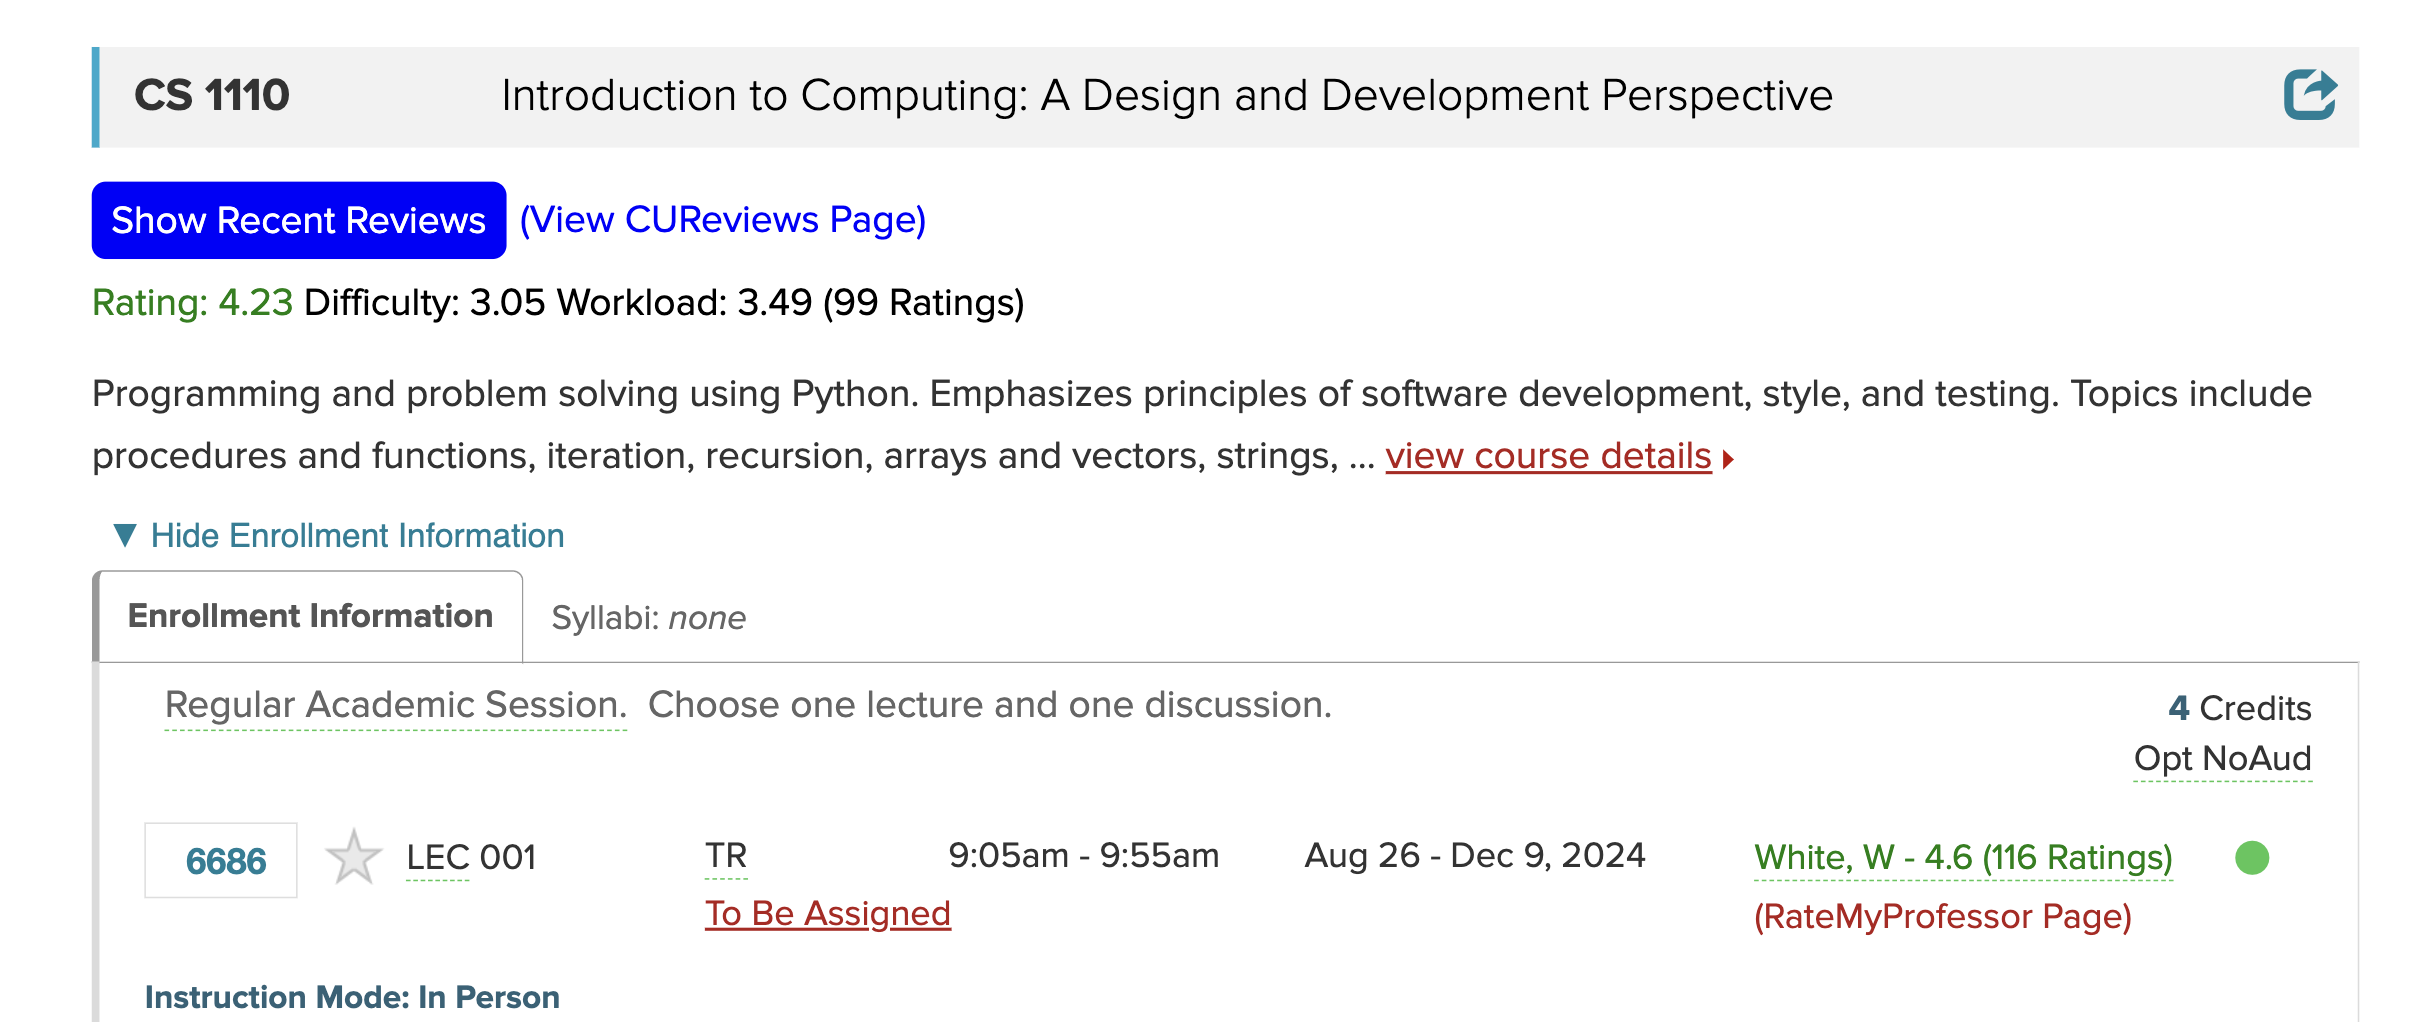 CS 1110 Introduction to Computing: A Design and Development Perspective
Show Recent Reviews (View CUReviews Page)
Rating: 4.23 Difficulty: 3.05 Workload: 3.49 (99 Ratings)
Programming and problem solving using Python. Emphasizes principles of software development, style, and testing. Topics include
procedures and functions, iteration, recursion, arrays and vectors, strings, ... view course details
Hide Enrollment Information
Enrollment Information Syllabi: none
Regular Academic Session. Choose one lecture and one discussion. 4 Credits
Opt NoAud
6686 LEC 001 TR 9:05am - 9:55am Aug 26 - Dec 9, 2024 White, W - 4.6 (116 Ratings)
To Be Assigned (RateMyProfessor Page)
Instruction Mode: In Person